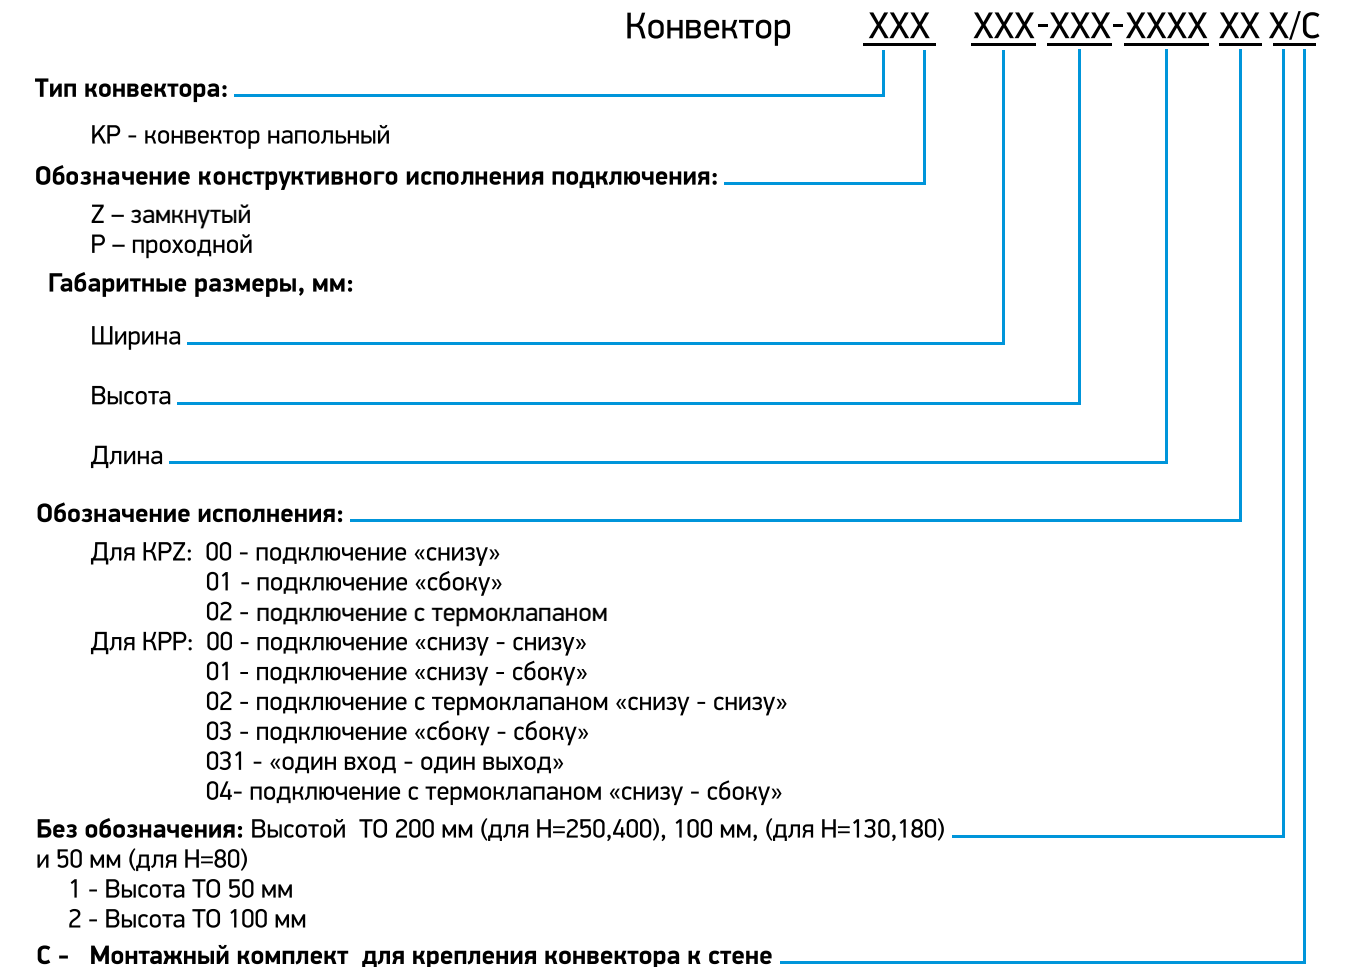 Конвектор XXX XXX-XXX-XXXX XX X/C
Тип конвектора:
KP - конвектор напольный
Обозначение конструктивного исполнения подключения:
Z – замкнутый
P – проходной
Габаритные размеры, мм:
Ширина
Высота
Длина
Обозначение исполнения:
Для KPZ: 00 - подключение «снизу»
01 - подключение «сбоку»
02 - подключение с термоклапаном
Для КРР: 00 - подключение «снизу - снизу»
01 - подключение «снизу - сбоку»
02 - подключение с термоклапаном «снизу - снизу»
03 - подключение «сбоку - сбоку»
031 - «один вход - один выход»
04- подключение с термоклапаном «снизу - сбоку»
Без обозначения: Высотой ТО 200 мм (для H=250,400), 100 мм, (для H=130,180)
и 50 мм (для H=80)
1 - Высота ТО 50 мм
2 - Высота ТО 100 мм
С - Монтажный комплект для крепления конвектора к стене